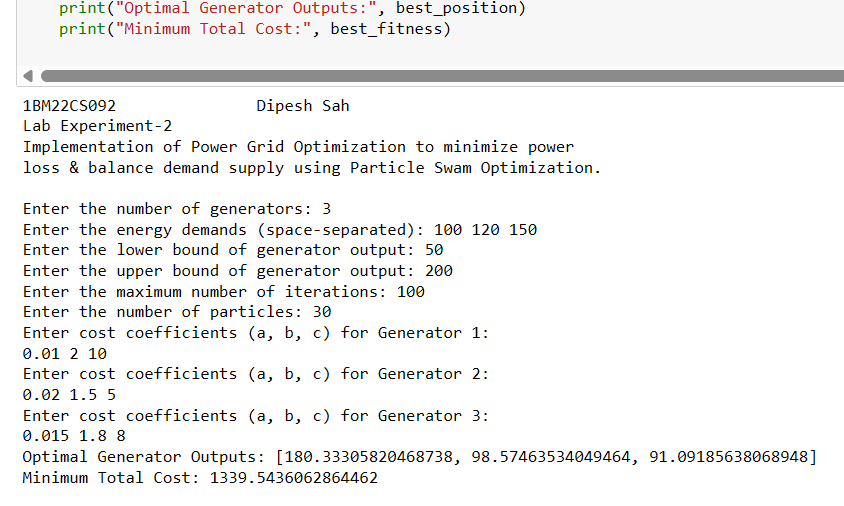 print("Optimal Generator Outputs:", best_position)
print("Minimum Total Cost:", best_fitness)
1BM22CS092 Dipesh Sah
Lab Experiment-2
Implementation of Power Grid Optimization to minimize power
loss & balance demand supply using Particle Swam Optimization.
Enter the number of generators: 3
Enter the energy demands (space-separated): 100 120 150
Enter the lower bound of generator output: 50
Enter the upper bound of generator output: 200
Enter the maximum number of iterations: 100
Enter the number of particles: 30
Enter cost coefficients (a, b, c) for Generator 1:
0.01 2 10
Enter cost coefficients (a, b, c) for Generator 2:
0.02 1.5 5
Enter cost coefficients (a, b, c) for Generator 3:
0.015 1.8 8
Optimal Generator Outputs: [180.33305820468738, 98.57463534049464, 91.09185638068948]
Minimum Total Cost: 1339.5436062864462